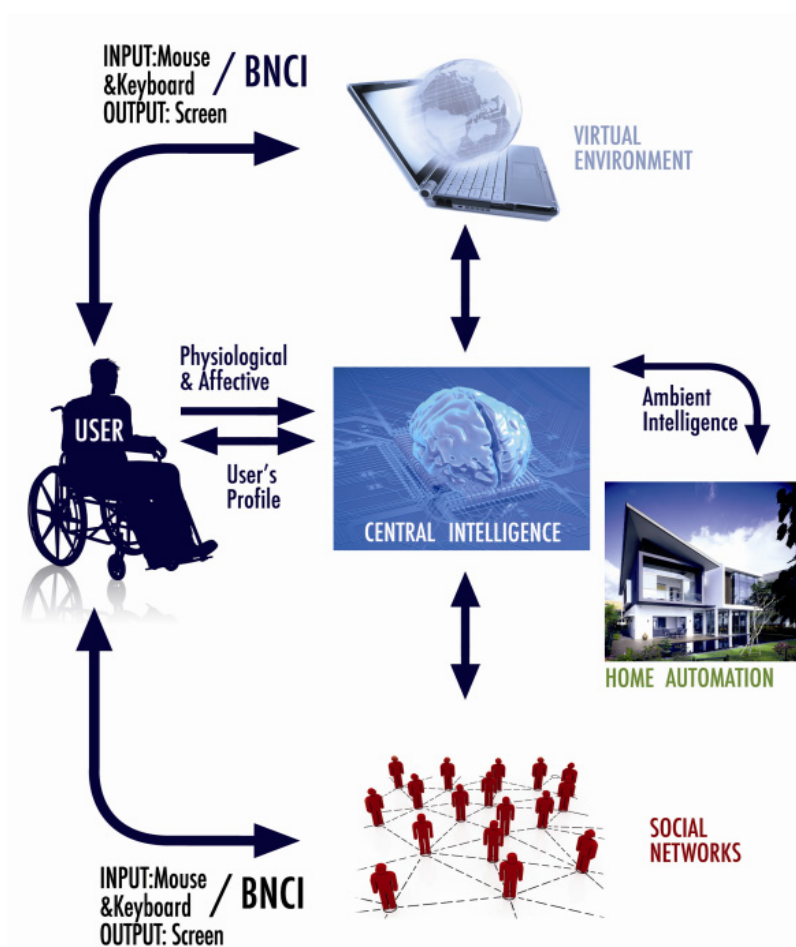 INPUT:Mouse
&Keyboard / BNCI
OUTPUT: Screen
VIRTUAL
ENVIRONMENT
Physiological
& Affective
USER
User's
Profile
CENTRAL INTELLIGENCE
Ambient
Intelligence
HOME AUTOMATION
SOCIAL
NETWORKS
INPUT:Mouse
&Keyboard / BNCI
OUTPUT: Screen